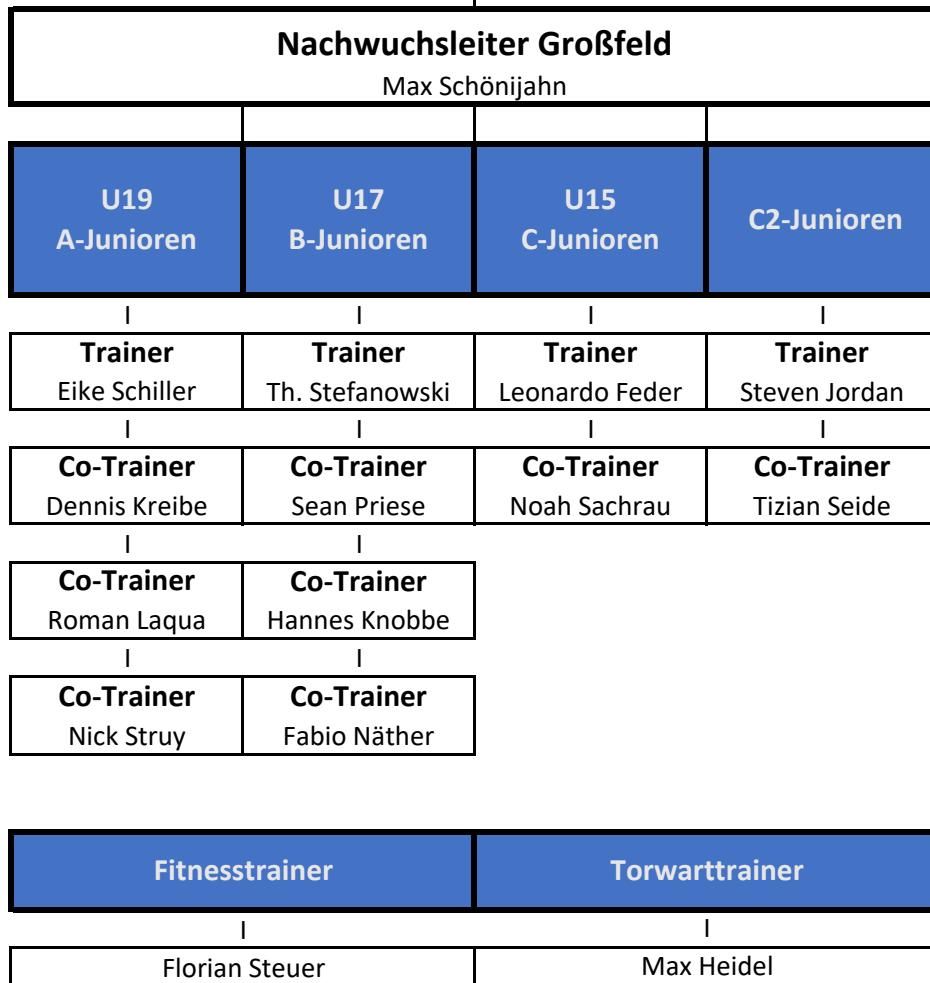 Nachwuchsleiter Großfeld
Max Schönijahn
U19
A-Junioren
U17
B-Junioren
U15
C-Junioren
C2-Junioren
Trainer
Eike Schiller
Trainer
Th. Stefanowski
Trainer
Leonardo Feder
Trainer
Steven Jordan
Co-Trainer
Dennis Kreibe
Co-Trainer
Sean Priese
Co-Trainer
Noah Sachrau
Co-Trainer
Tizian Seide
Co-Trainer
Roman Laqua
Co-Trainer
Hannes Knobbe
Co-Trainer
Nick Struy
Co-Trainer
Fabio Näther
Fitnesstrainer
Torwarttrainer
Florian Steuer
Max Heidel